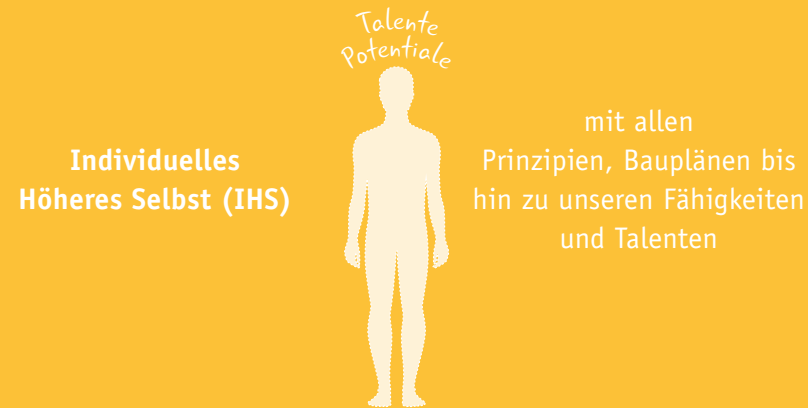 Talente
Potentiale
Individuelles
Höheres Selbst (IHS)
mit allen
Prinzipien, Bauplänen bis
hin zu unseren Fähigkeiten
und Talenten